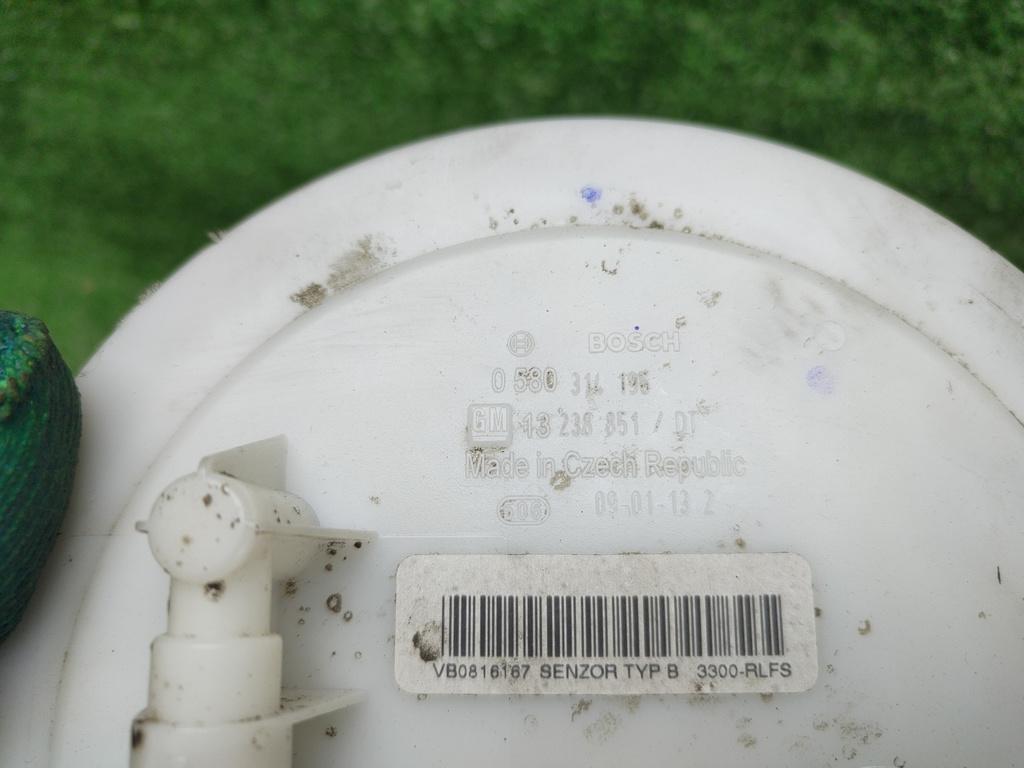 BOSCH
0 580 314 195
GM 13 238 851 / DT
Made in Czech Republic
506 09-01-13 2
VB0816167 SENZOR TYP B 3300-RLFS